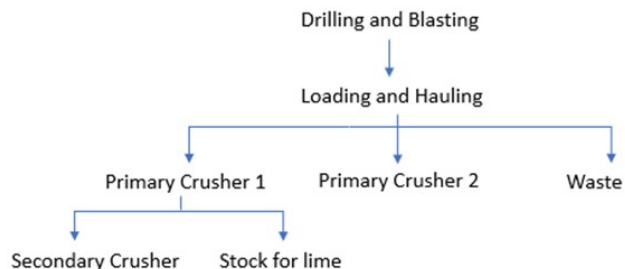 Drilling and Blasting
Loading and Hauling
Primary Crusher 1
Primary Crusher 2
Waste
Secondary Crusher
Stock for lime